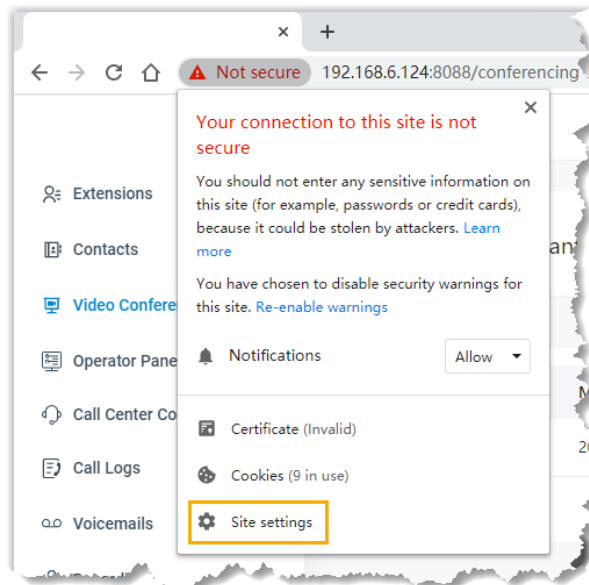 Not secure 192.168.6.124:8088/conferencing
Your connection to this site is not
secure
You should not enter any sensitive information on
this site (for example, passwords or credit cards),
because it could be stolen by attackers. Learn
more
You have chosen to disable security warnings for
this site. Re-enable warnings
Notifications
Allow
Certificate (Invalid)
Cookies (9 in use)
Site settings
Extensions
Contacts
Video Confere
Operator Pane
Call Center Co
Call Logs
Voicemails
ant
M
20